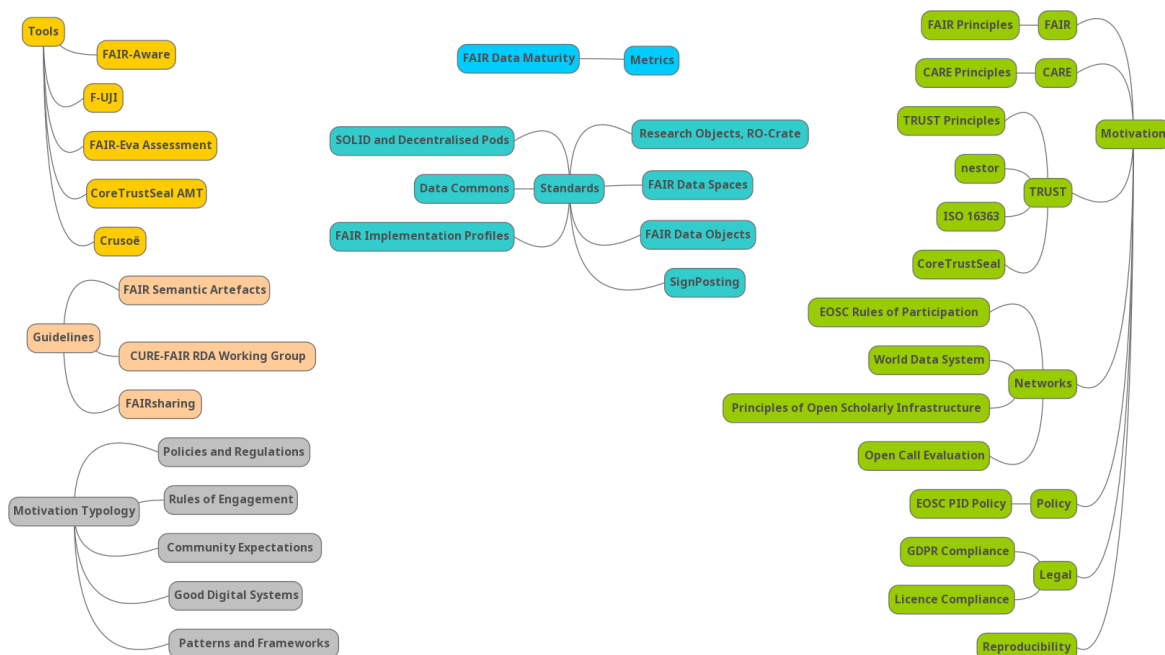 Tools
FAIR-Aware
F-UJI
FAIR-Eva Assessment
CoreTrustSeal AMT
Crusoë
Guidelines
FAIR Semantic Artefacts
CURE-FAIR RDA Working Group
FAIRsharing
Motivation Typology
Policies and Regulations
Rules of Engagement
Community Expectations
Good Digital Systems
Patterns and Frameworks
FAIR Data Maturity
Metrics
SOLID and Decentralised Pods
Data Commons
FAIR Implementation Profiles
Standards
Research Objects, RO-Crate
FAIR Data Spaces
FAIR Data Objects
SignPosting
Motivation
FAIR
FAIR Principles
CARE
CARE Principles
TRUST
TRUST Principles
nestor
ISO 16363
CoreTrustSeal
Networks
EOSC Rules of Participation
World Data System
Principles of Open Scholarly Infrastructure
Open Call Evaluation
Policy
EOSC PID Policy
Legal
GDPR Compliance
Licence Compliance
Reproducibility